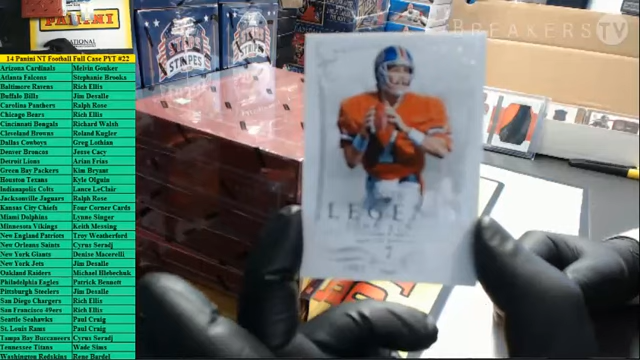 14 Panini NT Football Full Case PYT #22
Arizona Cardinals Melvin Gouker
Atlanta Falcons Stephanie Brooks
Baltimore Ravens Rich Ellis
Buffalo Bills Jim Desalle
Carolina Panthers Ralph Rose
Chicago Bears Rich Ellis
Cincinnati Bengals Richard Walsh
Cleveland Browns Roland Kugler
Dallas Cowboys Greg Lothian
Denver Broncos Jesse Cacy
Detroit Lions Arian Frias
Green Bay Packers Kim Bryant
Houston Texans Kyle Olguin
Indianapolis Colts Lance LeClair
Jacksonville Jaguars Ralph Rose
Kansas City Chiefs Four Corner Cards
Miami Dolphins Lynne Singer
Minnesota Vikings Keith Messing
New England Patriots Troy Weatherford
New Orleans Saints Cyrus Seradj
New York Giants Denise Macerelli
New York Jets Jim Desalle
Oakland Raiders Michael Hlebechuk
Philadelphia Eagles Patrick Bennett
Pittsburgh Steelers Jim Desalle
San Diego Chargers Rich Ellis
San Francisco 49ers Rich Ellis
Seattle Seahawks Paul Craig
St. Louis Rams Paul Craig
Tampa Bay Buccaneers Cyrus Seradj
Tennessee Titans Wade Sims
Washington Redskins Rene Bardel
PANINI
NATIONAL
STARS
STRIPES
BREAKERS TV
LEGEN
7